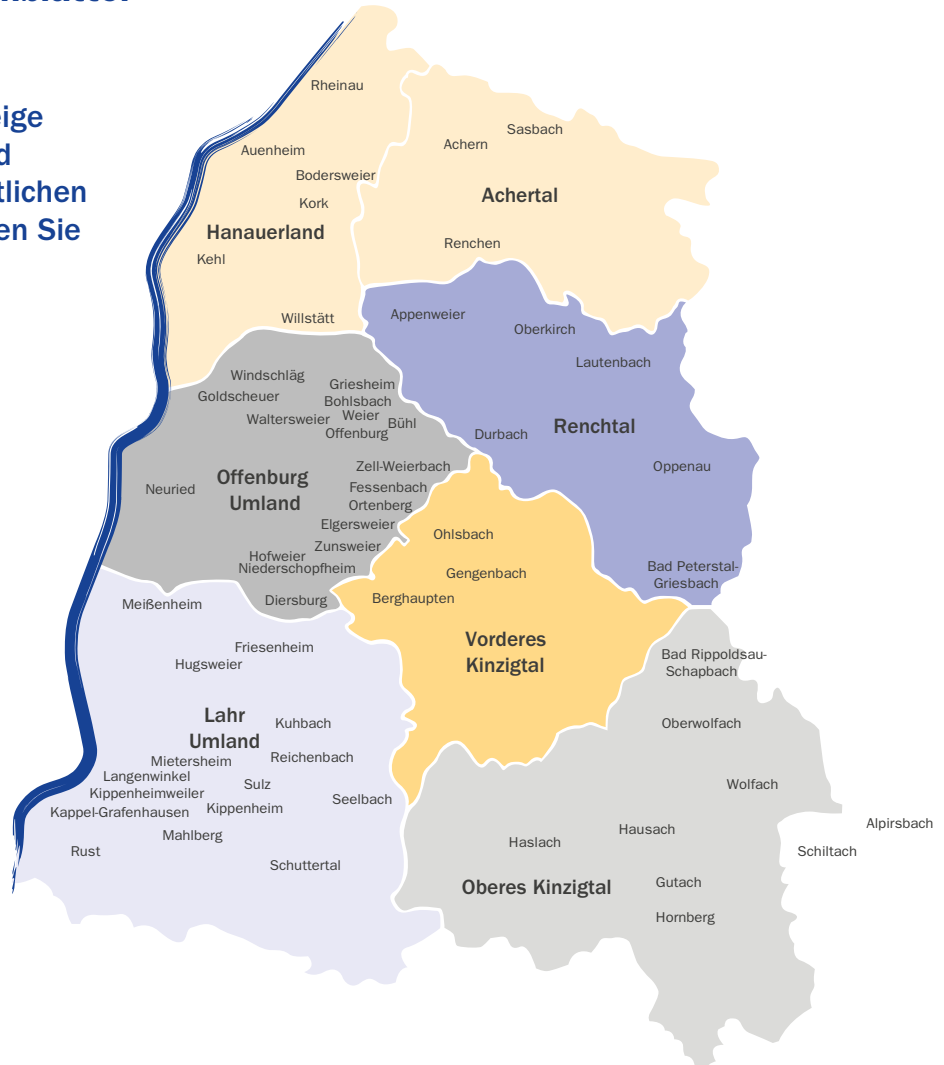 eige
d
tlichen
en Sie
Rheinau
Auenheim
Bodersweier
Kork
Hanauerland
Kehl
Willstätt
Sasbach
Achern
Achertal
Renchen
Appenweier
Oberkirch
Lautenbach
Durbach
Renchtal
Oppenau
Bad Peterstal-
Griesbach
Windschläg
Goldscheuer
Griesheim
Bohlsbach
Waltersweier
Weier
Bühl
Offenburg
Zell-Weierbach
Neuried
Offenburg
Umland
Fessenbach
Ortenberg
Elgersweier
Zunsweier
Hofweier
Niederschopfheim
Diersburg
Ohlsbach
Gengenbach
Berghaupten
Vorderes
Kinzigtal
Meißenheim
Friesenheim
Hugsweier
Lahr
Umland
Kuhbach
Mietersheim
Reichenbach
Langenwinkel
Sulz
Kippenheimweiler
Seelbach
Kappel-Grafenhausen
Kippenheim
Mahlberg
Rust
Schuttertal
Bad Rippoldsau-
Schapbach
Oberwolfach
Wolfach
Alpirsbach
Schiltach
Hausach
Haslach
Oberes Kinzigtal
Gutach
Hornberg